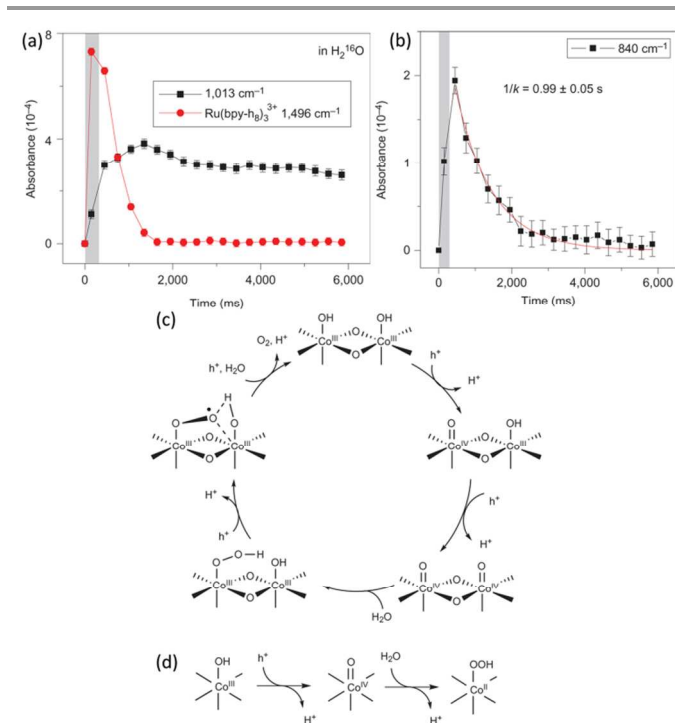 (a)
in H₂¹⁶O
1,013 cm⁻¹
Ru(bpy-h₈)₃³⁺ 1,496 cm⁻¹
8
4
0
Absorbance (10⁻⁴)
0 2,000 4,000 6,000
Time (ms)
(b)
840 cm⁻¹
1/k = 0.99 ± 0.05 s
2
1
0
Absorbance (10⁻⁴)
0 2,000 4,000 6,000
Time (ms)
(c)
OH OH
Coᴵᴵᴵ O O Coᴵᴵᴵ
h⁺
H⁺
O OH
Coᴵⱽ O O Coᴵᴵᴵ
h⁺
H⁺
O O
Coᴵⱽ O O Coᴵⱽ
H₂O
O O H OH
Coᴵᴵᴵ O O Coᴵᴵᴵ
h⁺
H⁺
O O H O
Coᴵᴵᴵ O O Coᴵᴵᴵ
h⁺, H₂O
O₂, H⁺
(d)
OH
Coᴵᴵᴵ
h⁺
H⁺
O
Coᴵⱽ
H₂O
H⁺
OOH
Coᴵᴵ